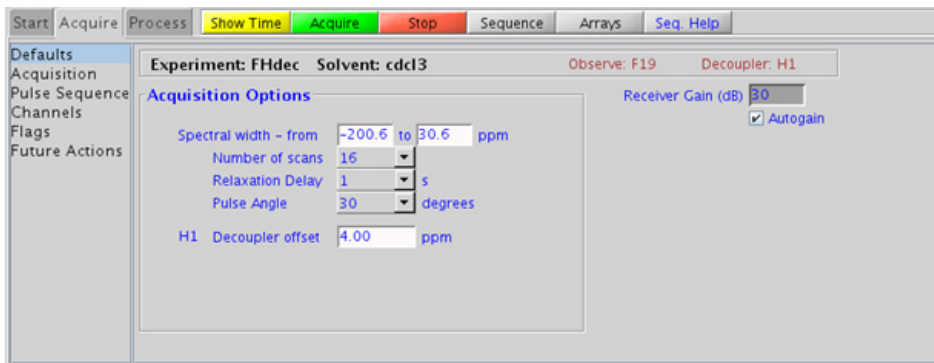 Start Acquire Process Show Time Acquire Stop Sequence Arrays Seq. Help
Defaults
Acquisition
Pulse Sequence
Channels
Flags
Future Actions
Experiment: FHdec Solvent: cdcl3 Observe: F19 Decoupler: H1
Acquisition Options
Spectral width - from -200.6 to 30.6 ppm
Number of scans 16
Relaxation Delay 1 s
Pulse Angle 30 degrees
H1 Decoupler offset 4.00 ppm
Receiver Gain (dB) 30
Autogain